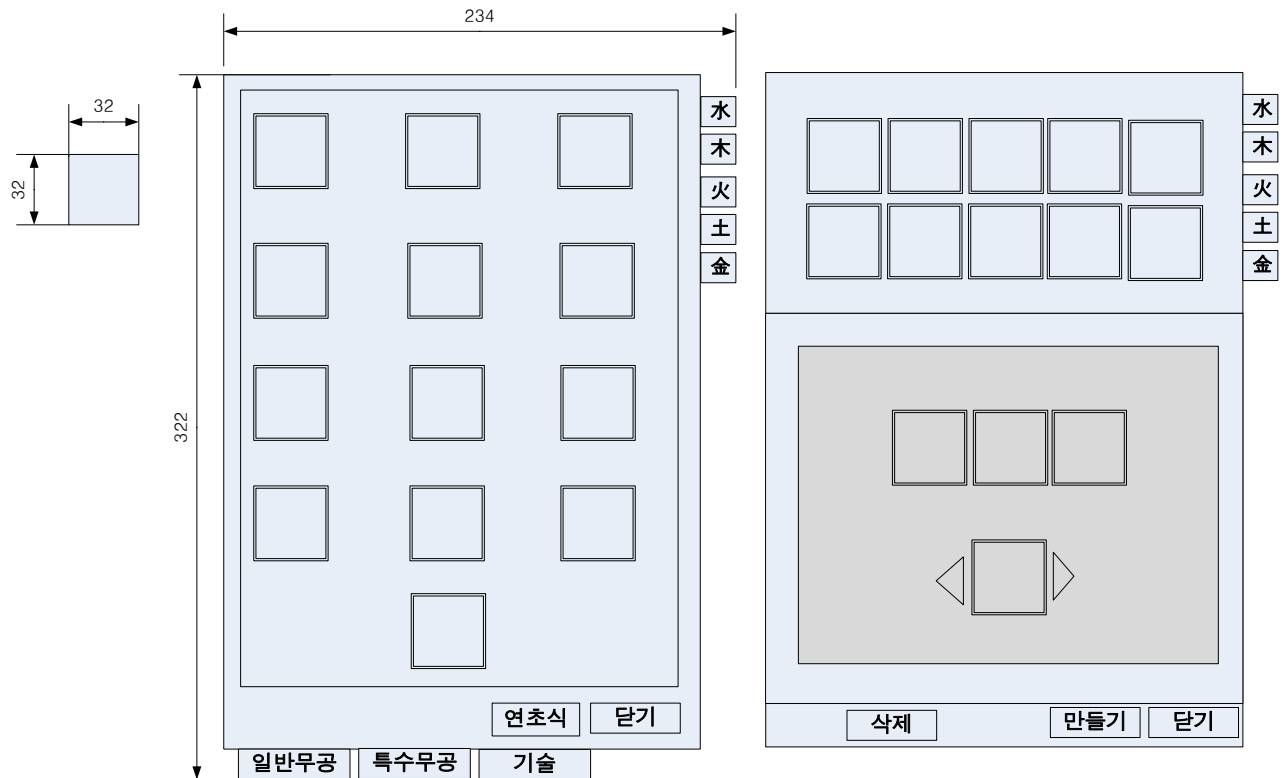 234
32
32
322
水
木
火
土
金
연초식
닫기
일반무공
특수무공
기술
水
木
火
土
金
삭제
만들기
닫기